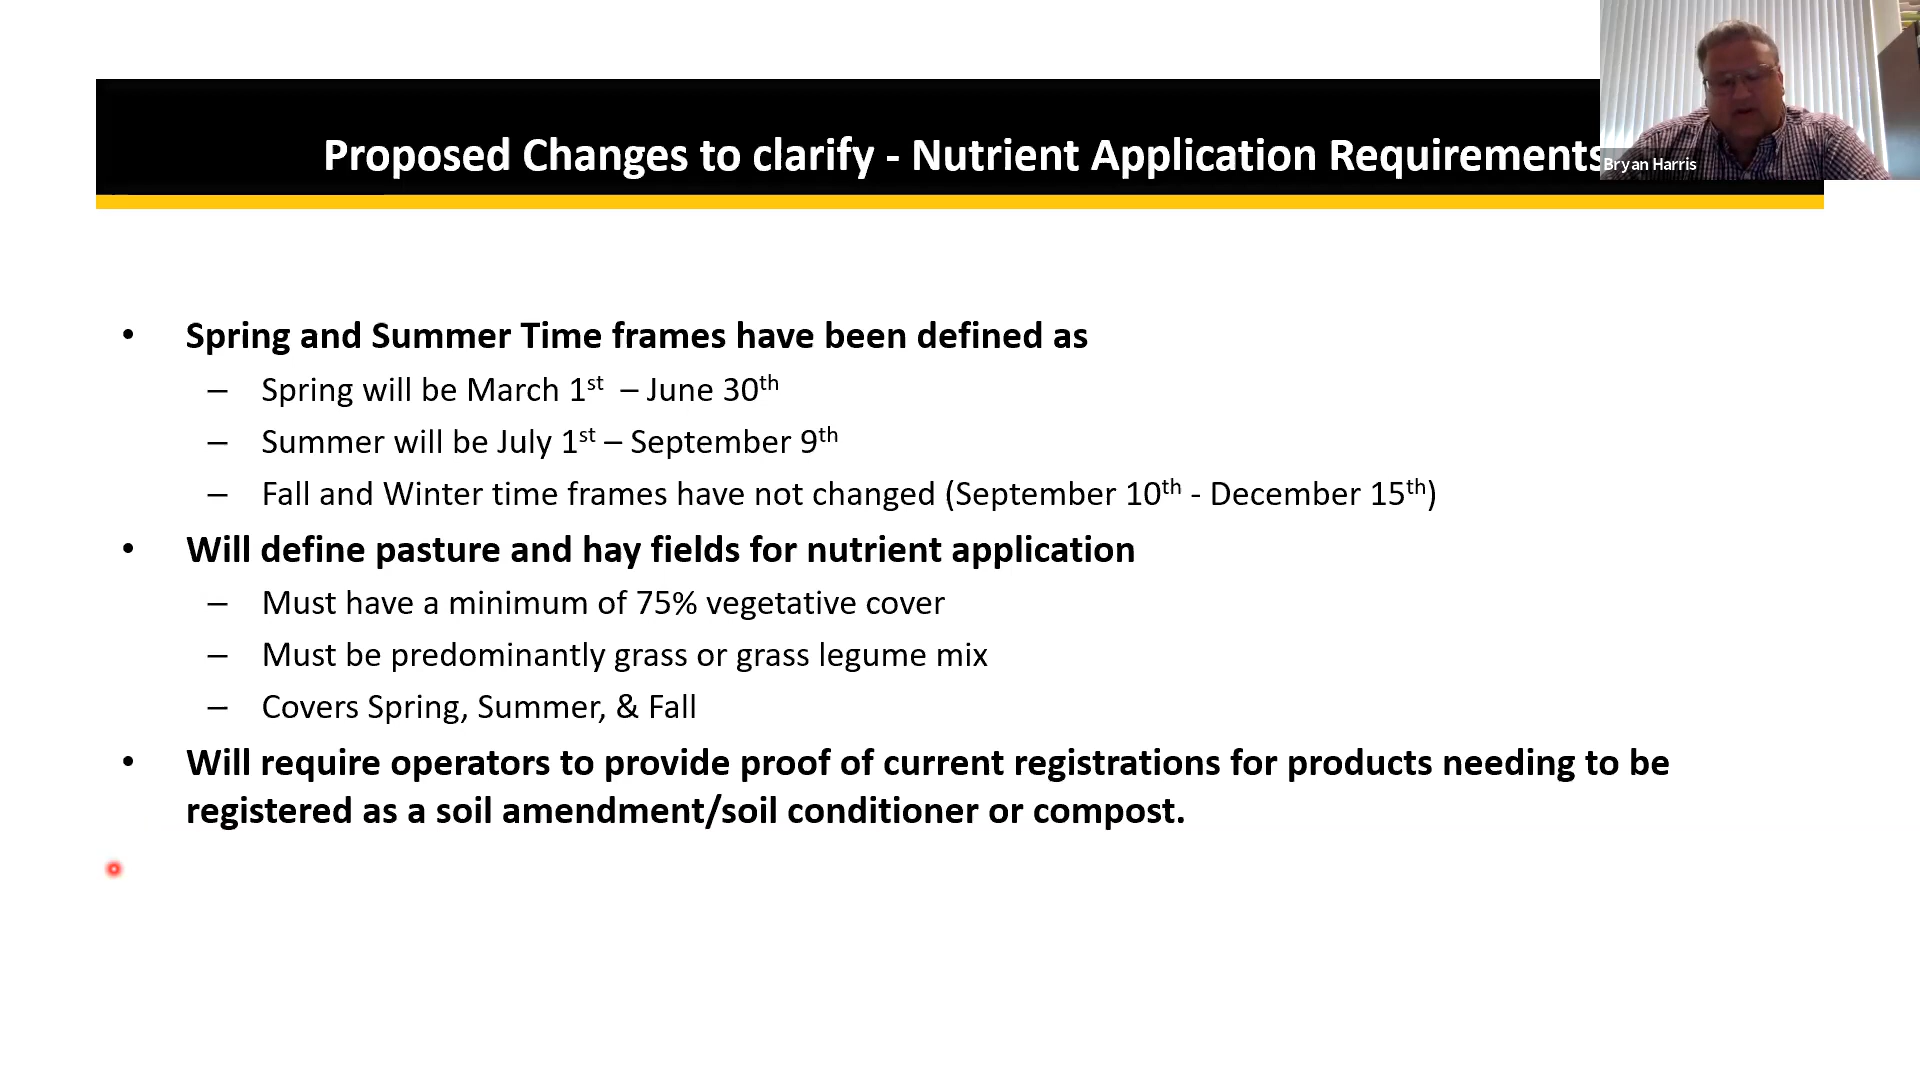 Proposed Changes to clarify - Nutrient Application Requirements
Bryan Harris
• Spring and Summer Time frames have been defined as
– Spring will be March 1st – June 30th
– Summer will be July 1st – September 9th
– Fall and Winter time frames have not changed (September 10th - December 15th)
• Will define pasture and hay fields for nutrient application
– Must have a minimum of 75% vegetative cover
– Must be predominantly grass or grass legume mix
– Covers Spring, Summer, & Fall
• Will require operators to provide proof of current registrations for products needing to be
registered as a soil amendment/soil conditioner or compost.